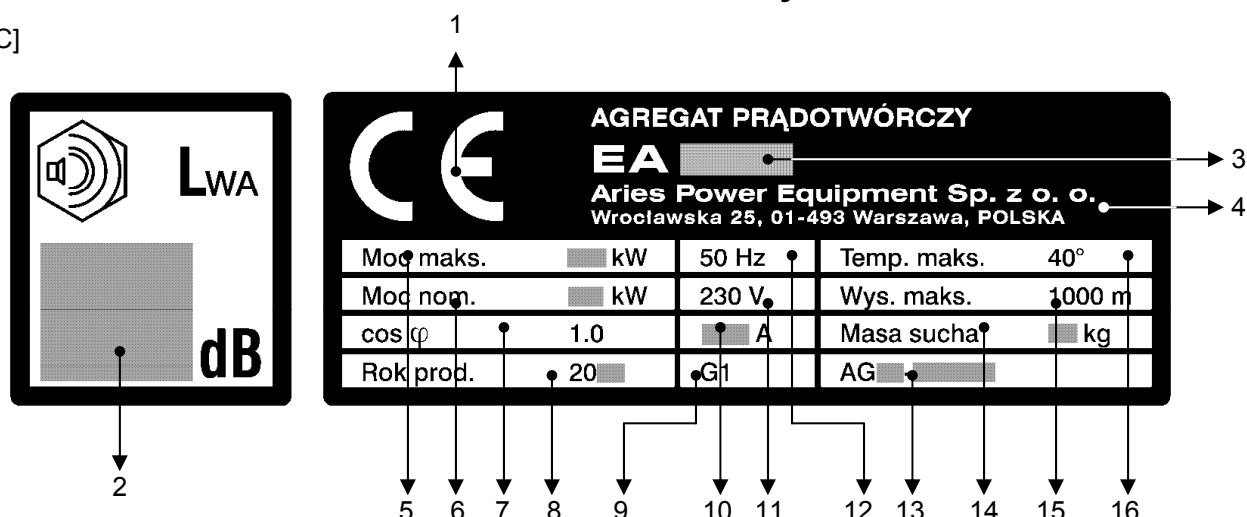 1
C]
CE
AGREGAT PRĄDOTWÓRCZY
EA
3
Aries Power Equipment Sp. z o. o.
4
Wrocławska 25, 01-493 Warszawa, POLSKA
LWA
dB
2
Moc maks. kW 50 Hz Temp. maks. 40°
Moc nom. kW 230 V Wys. maks. 1000 m
cos φ 1.0 A Masa sucha kg
Rok prod. 20 G1 AG -
5 6 7 8 9 10 11 12 13 14 15 16